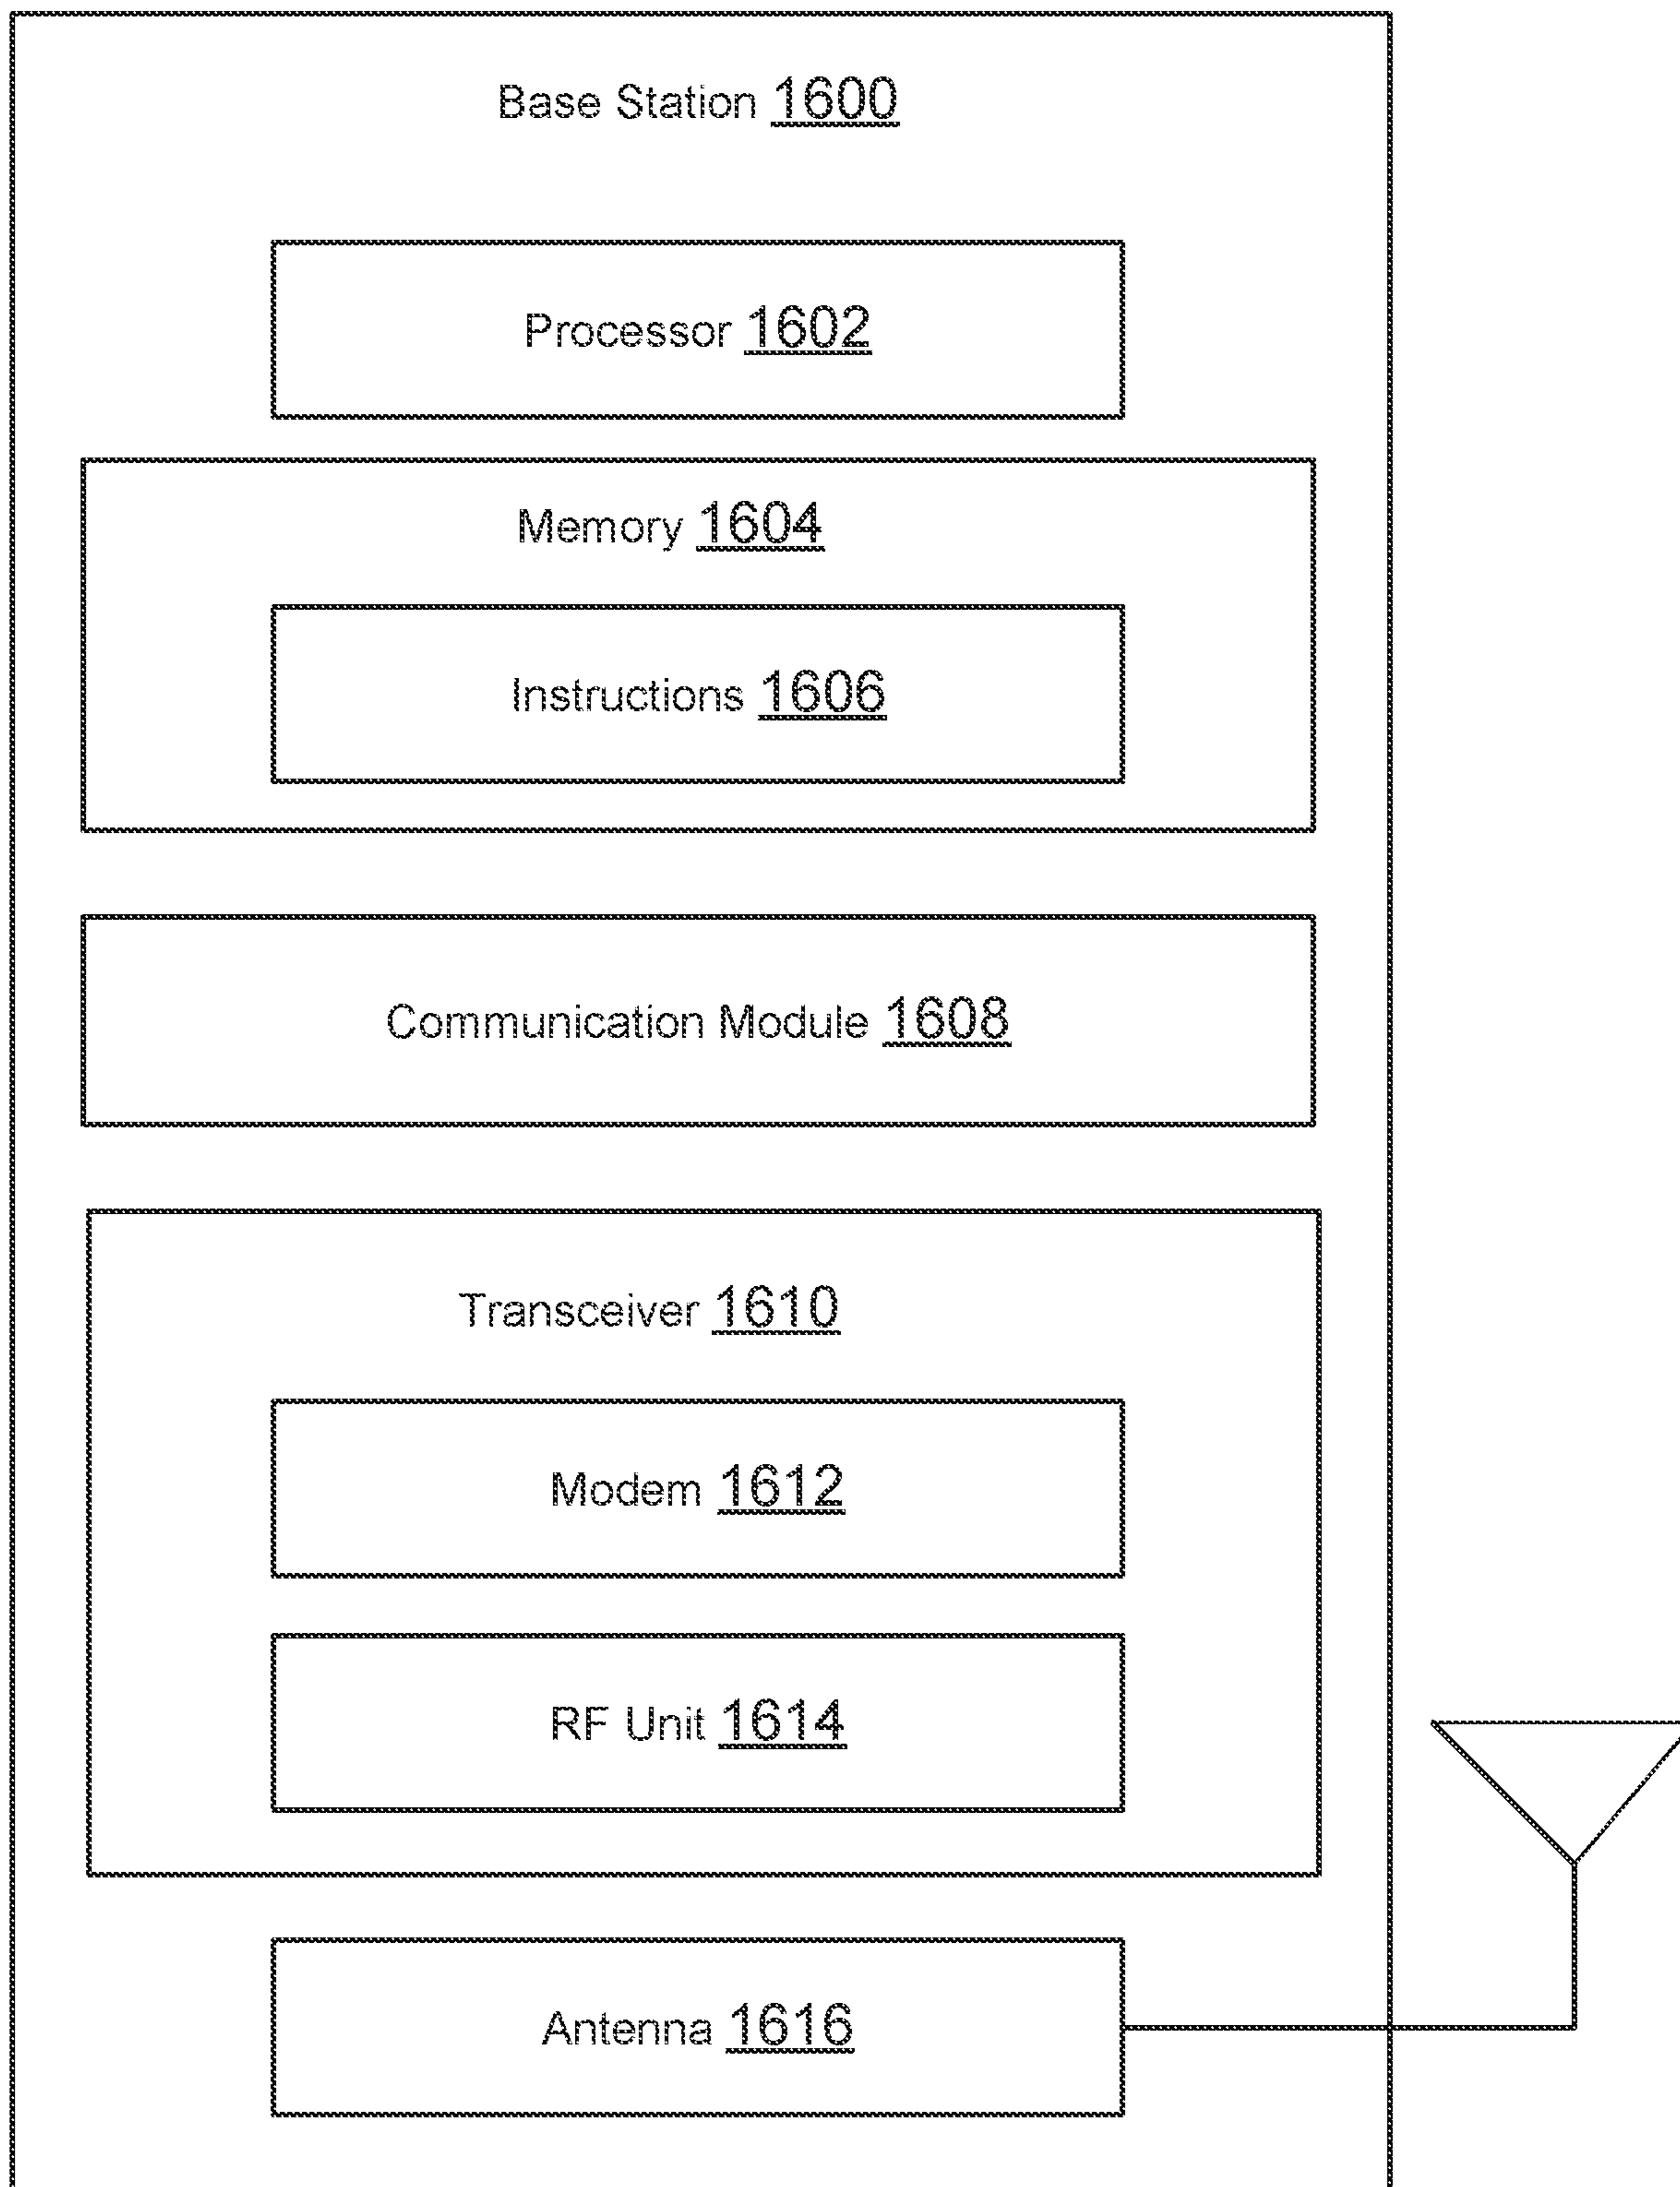 Base Station 1600
Processor 1602
Memory 1604
Instructions 1606
Communication Module 1608
Transceiver 1610
Modem 1612
RF Unit 1614
Antenna 1616